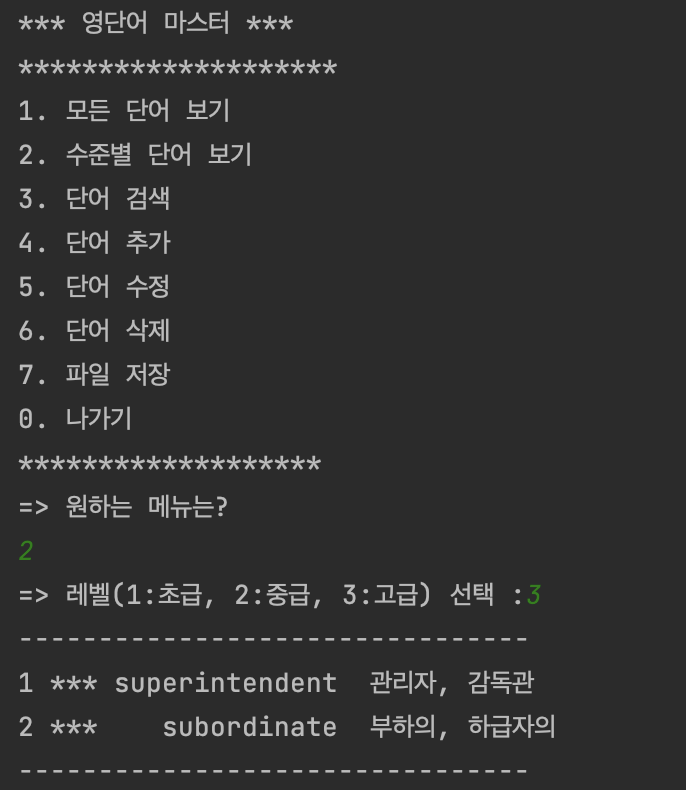 *** 영단어 마스터 ***
********************
1. 모든 단어 보기
2. 수준별 단어 보기
3. 단어 검색
4. 단어 추가
5. 단어 수정
6. 단어 삭제
7. 파일 저장
0. 나가기
*******************
=> 원하는 메뉴는?
2
=> 레벨(1:초급, 2:중급, 3:고급) 선택 :3
--------------------------------
1 *** superintendent  관리자, 감독관
2 ***    subordinate  부하의, 하급자의
--------------------------------